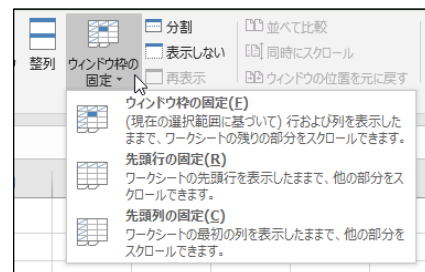 整列
ウィンドウ枠の
固定
分割
表示しない
再表示
並べて比較
同時にスクロール
ウィンドウの位置を元に戻す
ウィンドウ枠の固定(F)
(現在の選択範囲に基づいて) 行および列を表示した
ままで、ワークシートの残りの部分をスクロールできます。
先頭行の固定(R)
ワークシートの先頭行を表示したままで、他の部分をス
クロールできます。
先頭列の固定(C)
ワークシートの最初の列を表示したままで、他の部分を
スクロールできます。